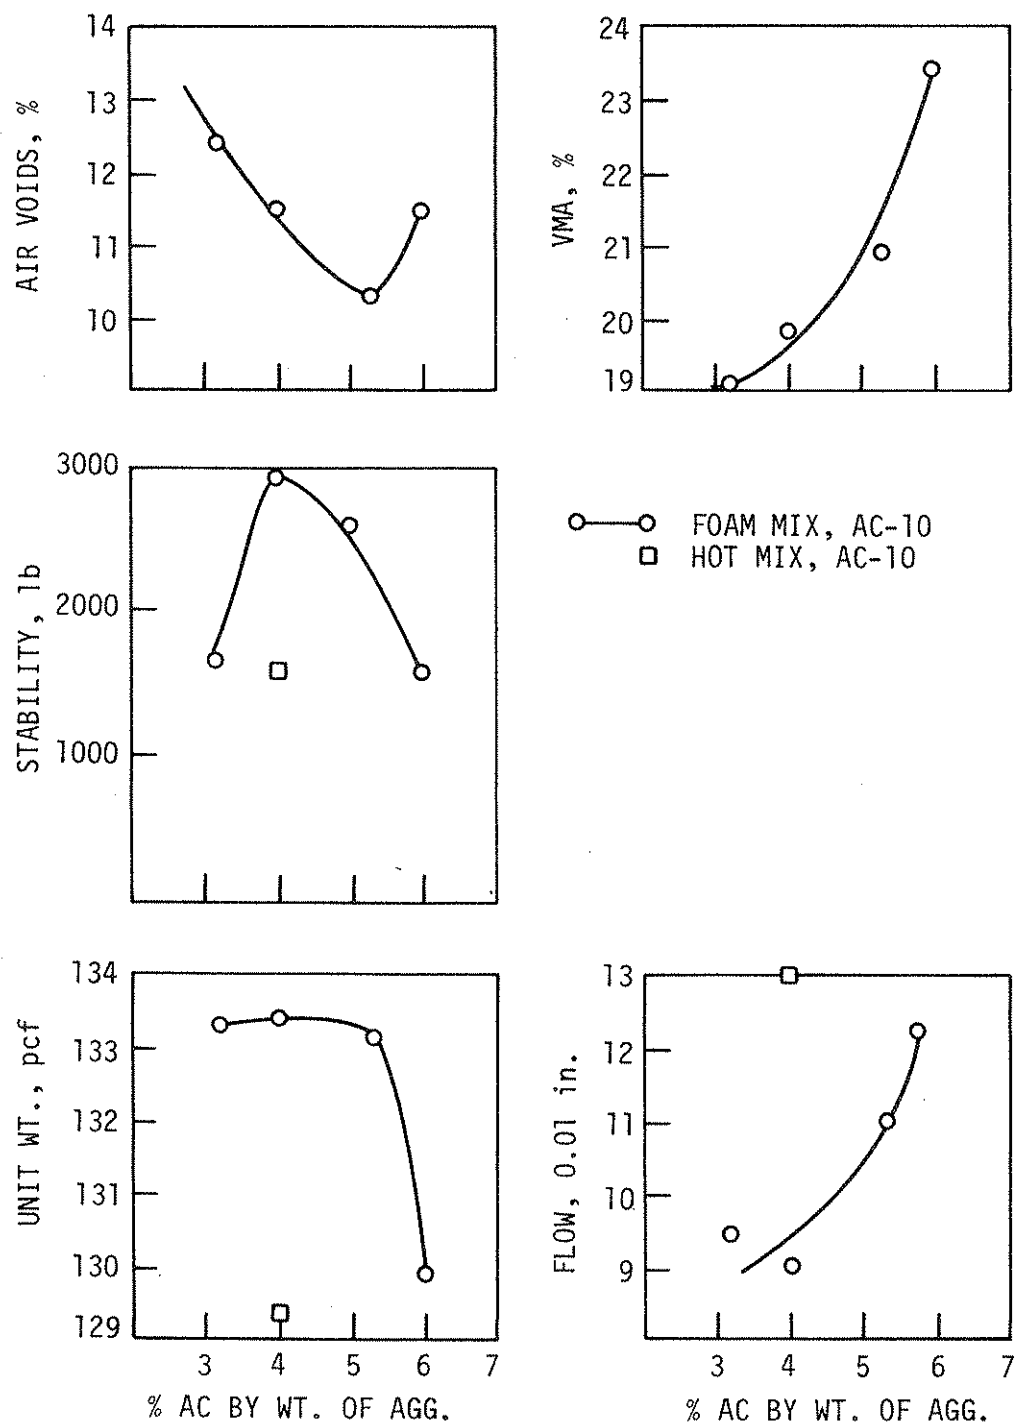 AIR VOIDS, %
14
13
12
11
10
VMA, %
24
23
22
21
20
19
STABILITY, lb
3000
2000
1000
FOAM MIX, AC-10
HOT MIX, AC-10
UNIT WT., pcf
134
133
132
131
130
129
3 4 5 6 7
% AC BY WT. OF AGG.
FLOW, 0.01 in.
13
12
11
10
9
3 4 5 6 7
% AC BY WT. OF AGG.